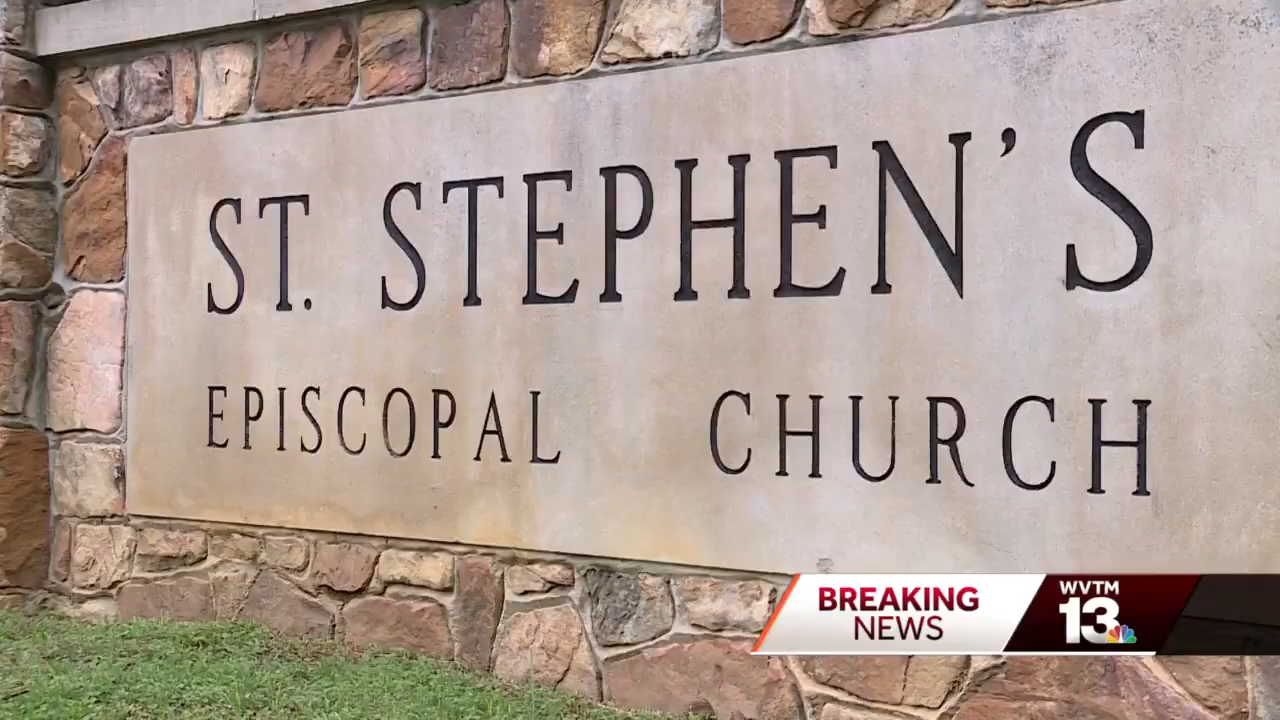 ST. STEPHEN'S
EPISCOPAL CHURCH
BREAKING
NEWS
WVTM
13